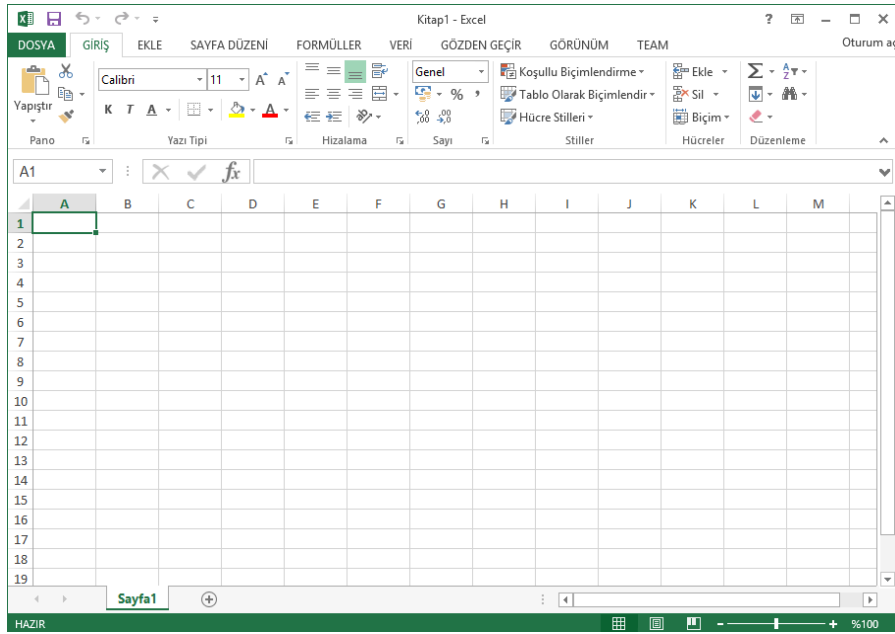 Kitap1 - Excel ?
DOSYA GİRİŞ EKLE SAYFA DÜZENİ FORMÜLLER VERİ GÖZDEN GEÇİR GÖRÜNÜM TEAM Oturum aç
Calibri 11 Genel Koşullu Biçimlendirme Ekle
Yapıştır K T A A % Tablo Olarak Biçimlendir Sil
Hücre Stilleri Biçim
Pano Yazı Tipi Hizalama Sayı Stiller Hücreler Düzenleme
A1 fx
A B C D E F G H I J K L M
1
2
3
4
5
6
7
8
9
10
11
12
13
14
15
16
17
18
19
Sayfa1
HAZIR %100